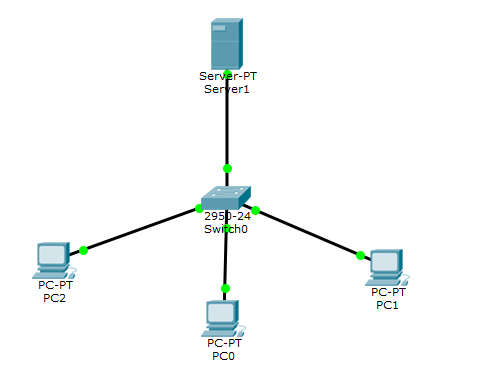 Server-PT
Server1
2950-24
Switch0
PC-PT
PC2
PC-PT
PC1
PC-PT
PC0